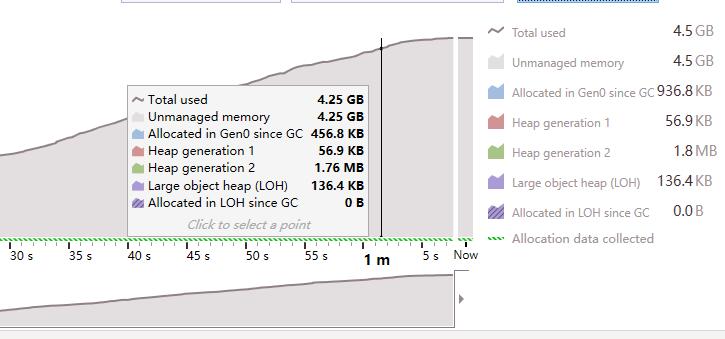 Total used 4.5 GB
Unmanaged memory 4.5 GB
Allocated in Gen0 since GC 936.8 KB
Heap generation 1 56.9 KB
Heap generation 2 1.8 MB
Large object heap (LOH) 136.4 KB
Allocated in LOH since GC 0.0 B
Allocation data collected
Total used 4.25 GB
Unmanaged memory 4.25 GB
Allocated in Gen0 since GC 456.8 KB
Heap generation 1 56.9 KB
Heap generation 2 1.76 MB
Large object heap (LOH) 136.4 KB
Allocated in LOH since GC 0 B
Click to select a point
30 s 35 s 40 s 45 s 50 s 55 s 1 m 5 s Now